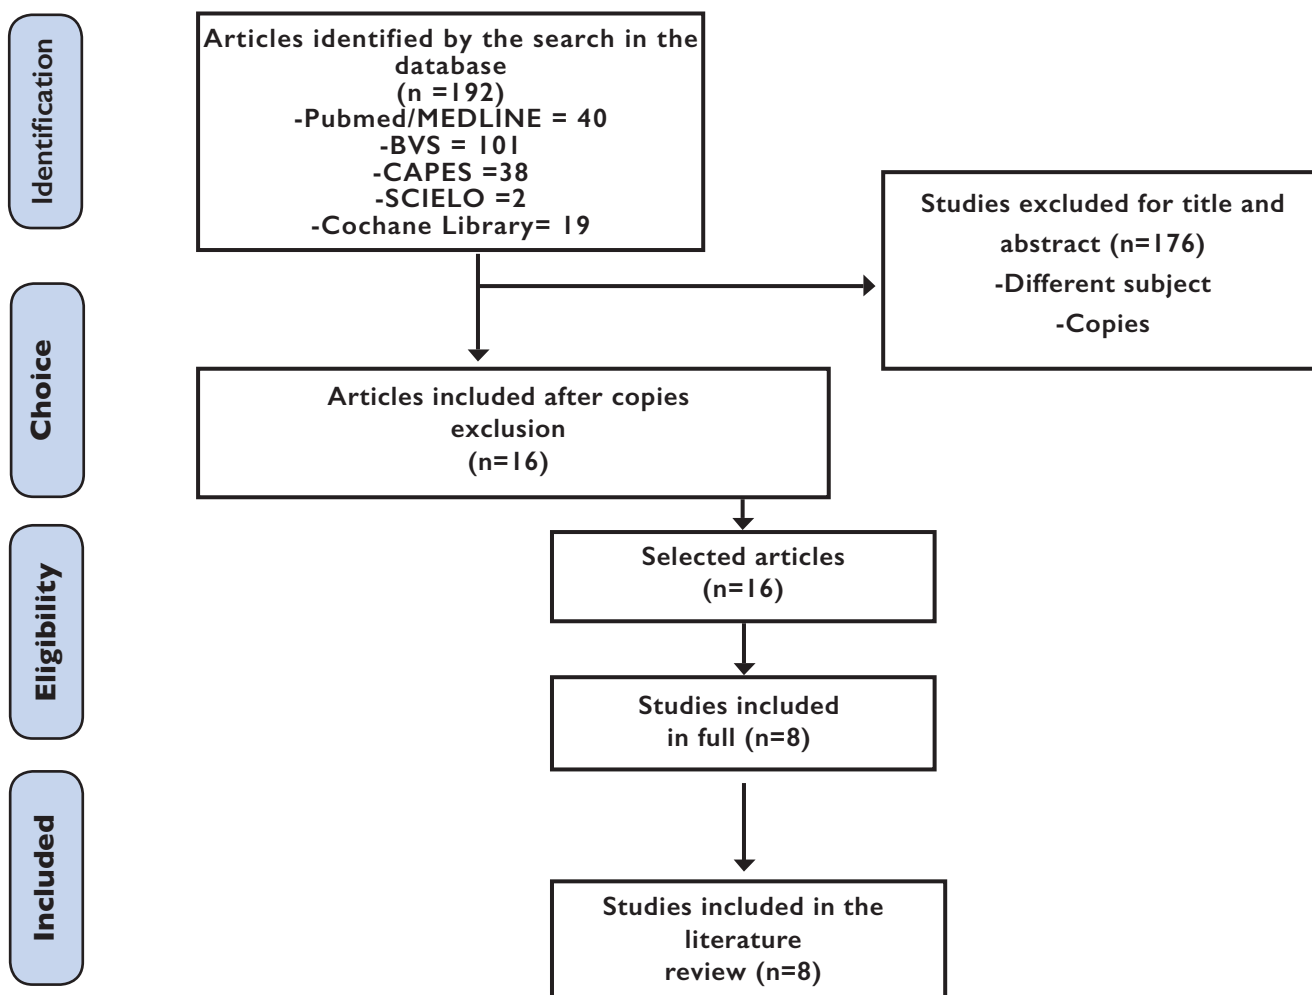 Identification
Articles identified by the search in the
database
(n =192)
-Pubmed/MEDLINE = 40
-BVS = 101
-CAPES =38
-SCIELO =2
-Cochane Library= 19
Studies excluded for title and
abstract (n=176)
-Different subject
-Copies
Choice
Articles included after copies
exclusion
(n=16)
Eligibility
Selected articles
(n=16)
Studies included
in full (n=8)
Included
Studies included in the
literature
review (n=8)